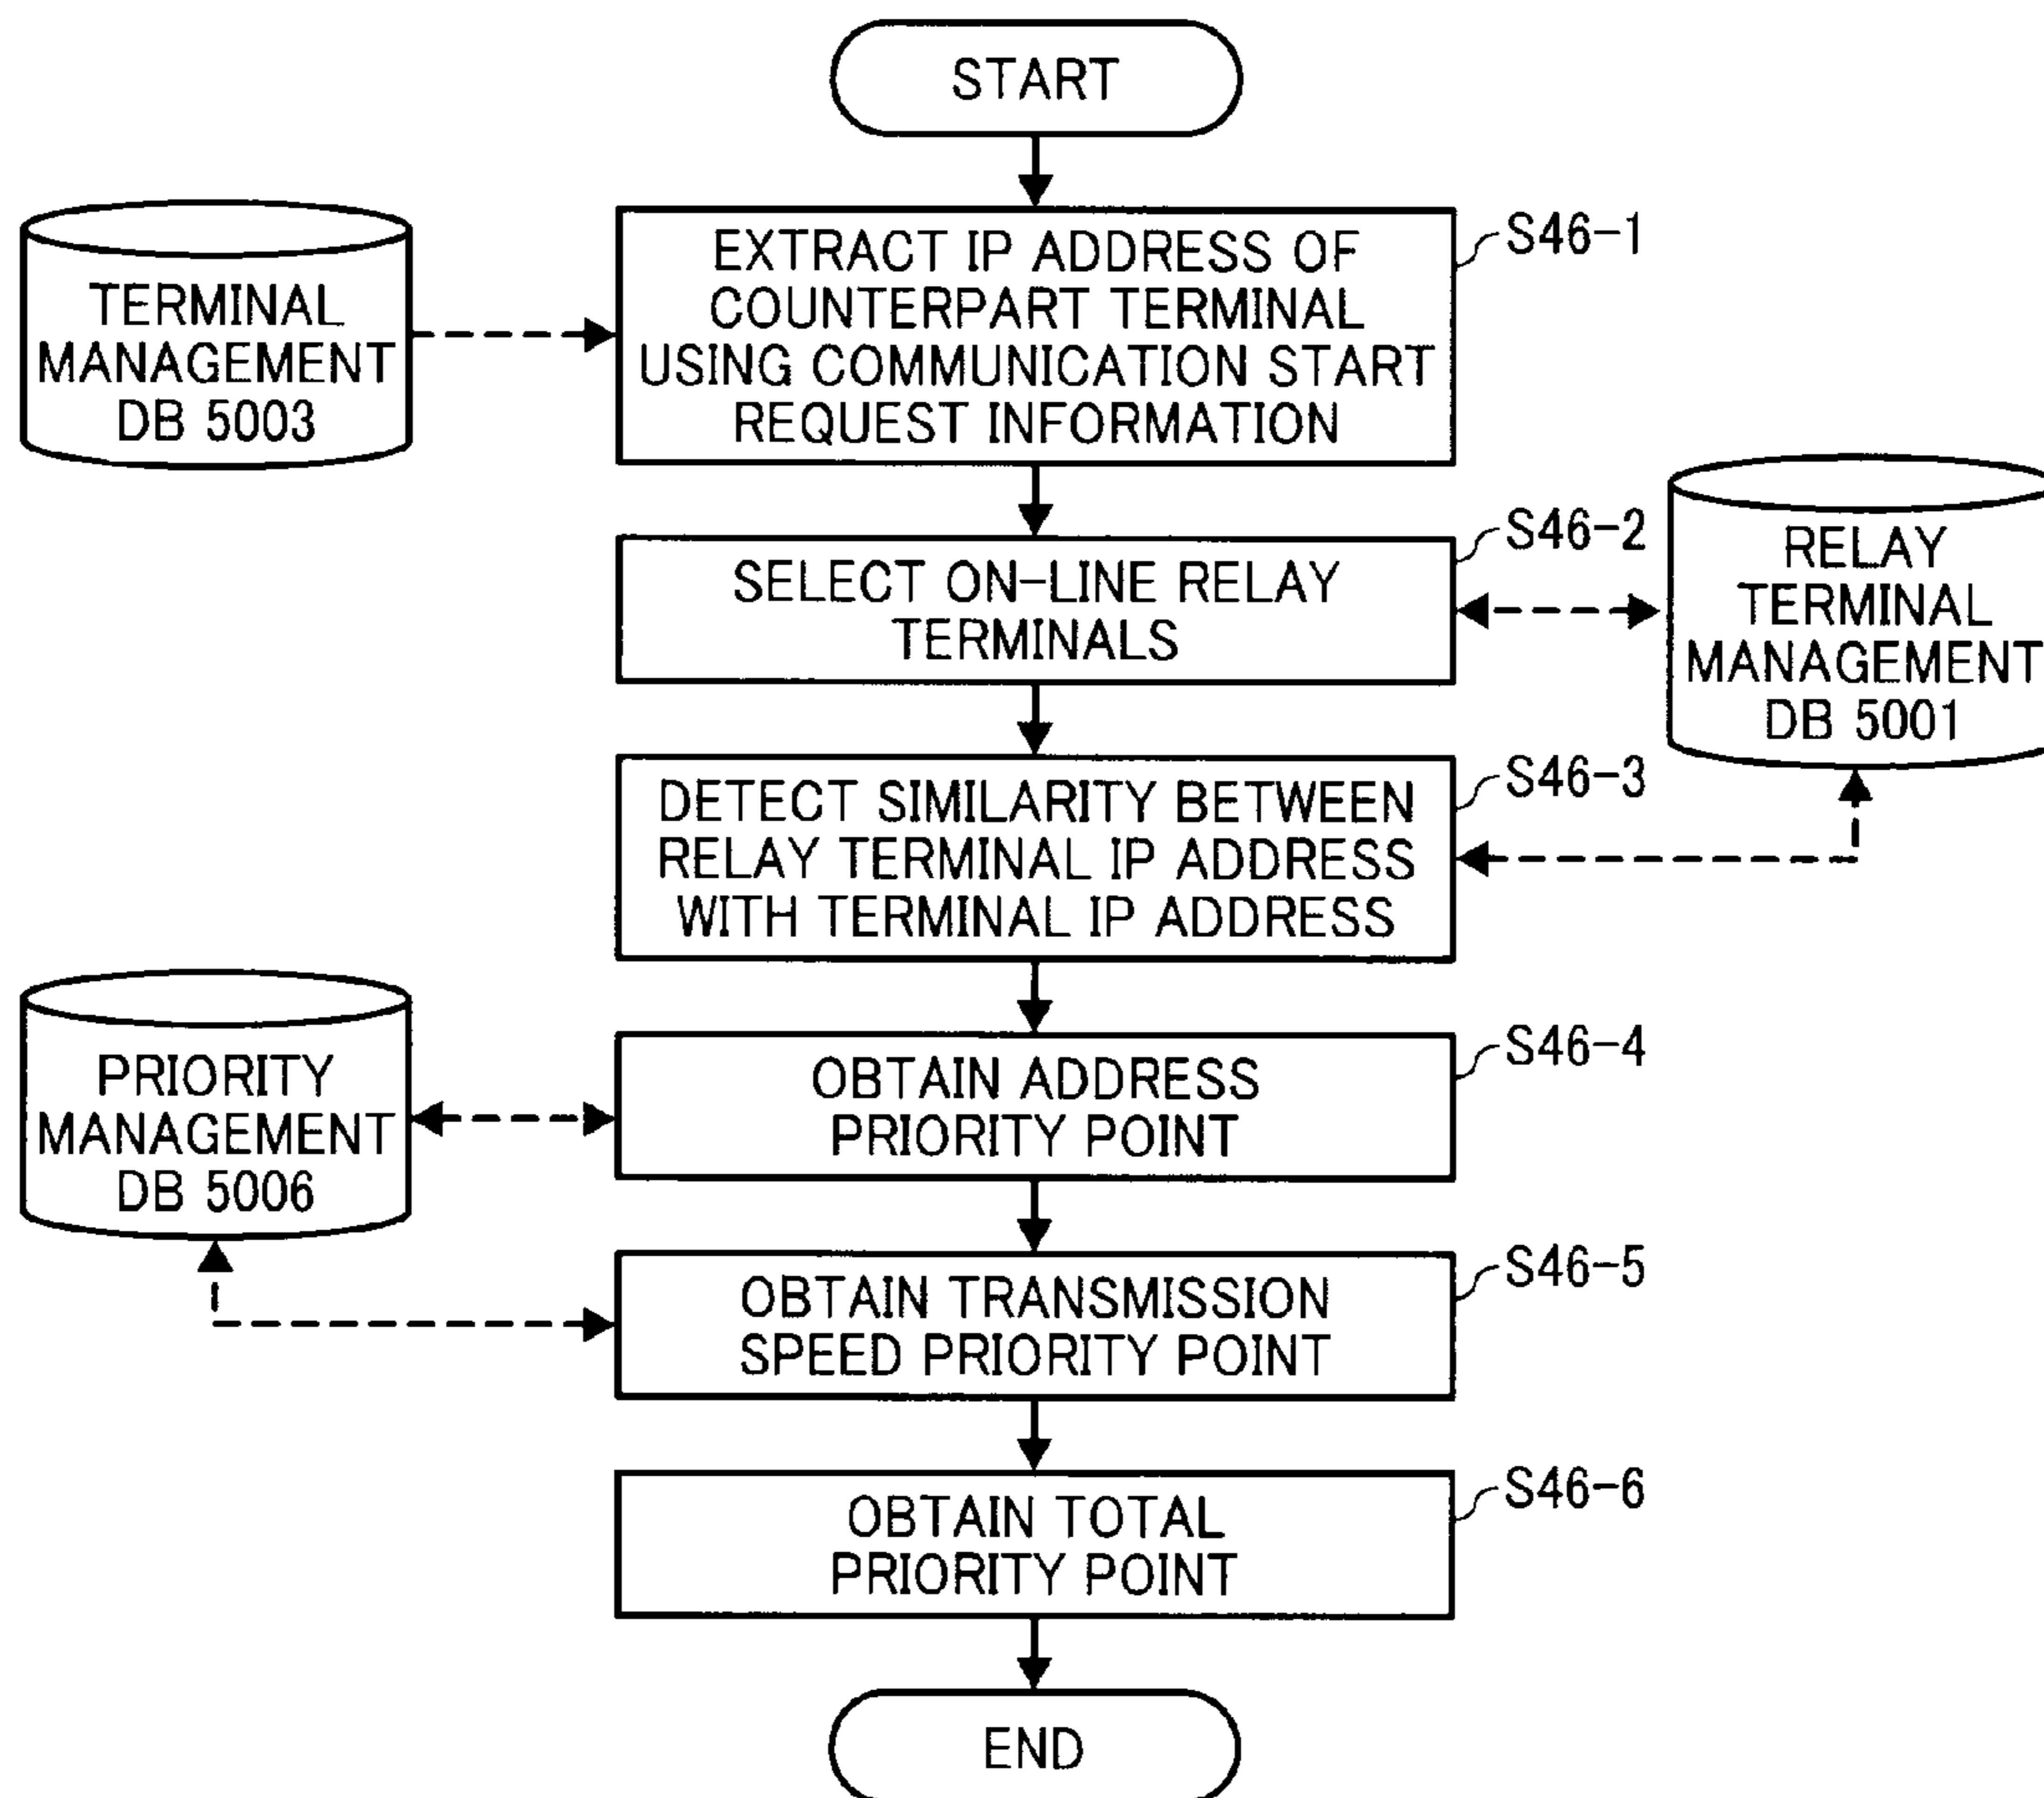 START
TERMINAL
MANAGEMENT
DB 5003
EXTRACT IP ADDRESS OF
COUNTERPART TERMINAL
USING COMMUNICATION START
REQUEST INFORMATION
S46-1
SELECT ON-LINE RELAY
TERMINALS
S46-2
RELAY
TERMINAL
MANAGEMENT
DB 5001
DETECT SIMILARITY BETWEEN
RELAY TERMINAL IP ADDRESS
WITH TERMINAL IP ADDRESS
S46-3
PRIORITY
MANAGEMENT
DB 5006
OBTAIN ADDRESS
PRIORITY POINT
S46-4
OBTAIN TRANSMISSION
SPEED PRIORITY POINT
S46-5
OBTAIN TOTAL
PRIORITY POINT
S46-6
END